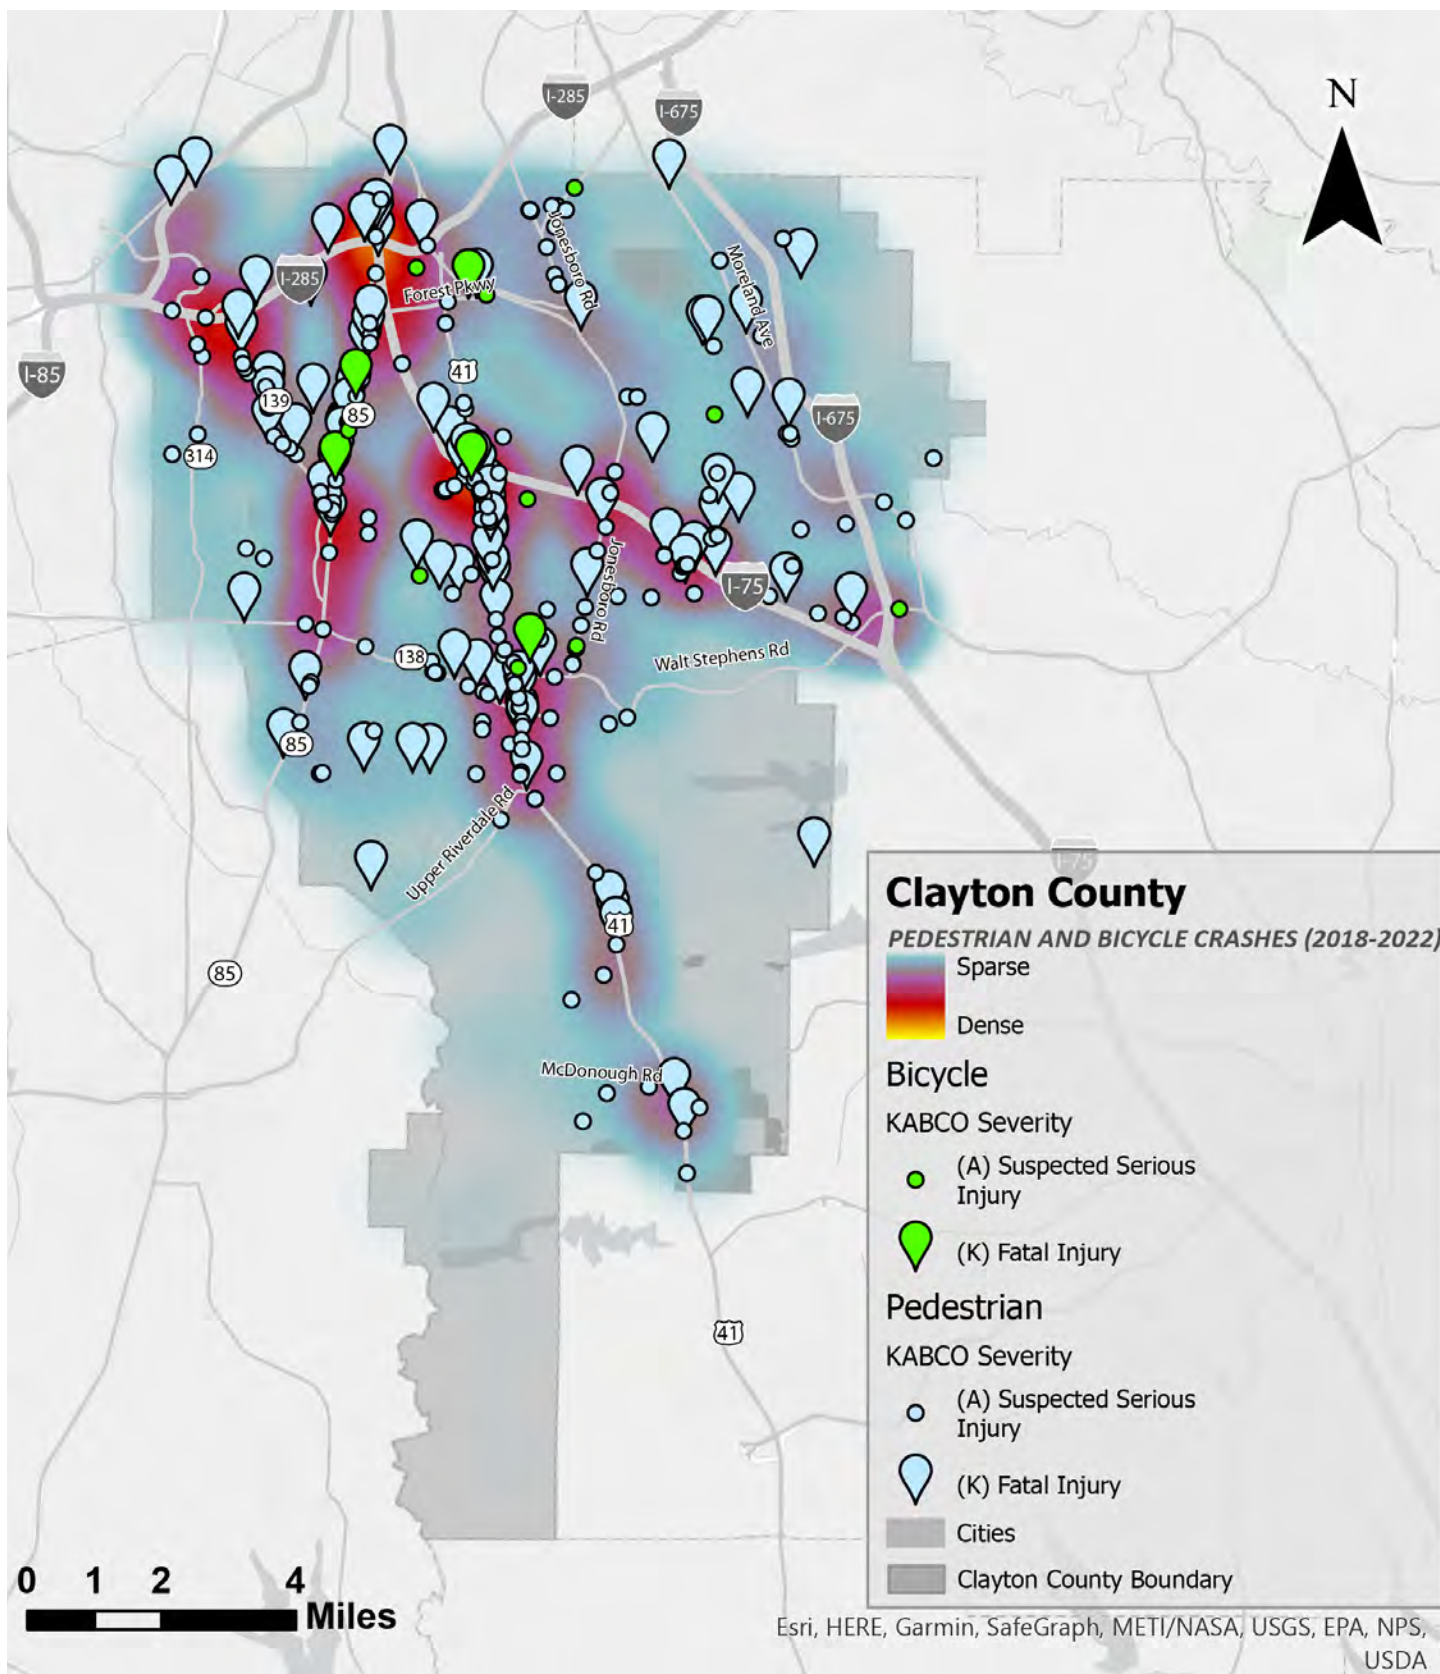 N
I-285
I-675
Jonesboro Rd
Moreland Ave
I-285
Forest Pkwy
I-85
41
139
85
I-675
314
I-75
Jonesboro Rd
138
Walt Stephens Rd
85
Upper Riverdale Rd
I-75
41
85
McDonough Rd
41
Clayton County
PEDESTRIAN AND BICYCLE CRASHES (2018-2022)
Sparse
Dense
Bicycle
KABCO Severity
(A) Suspected Serious
Injury
(K) Fatal Injury
Pedestrian
KABCO Severity
(A) Suspected Serious
Injury
(K) Fatal Injury
Cities
Clayton County Boundary
0 1 2 4
Miles
Esri, HERE, Garmin, SafeGraph, METI/NASA, USGS, EPA, NPS,
USDA